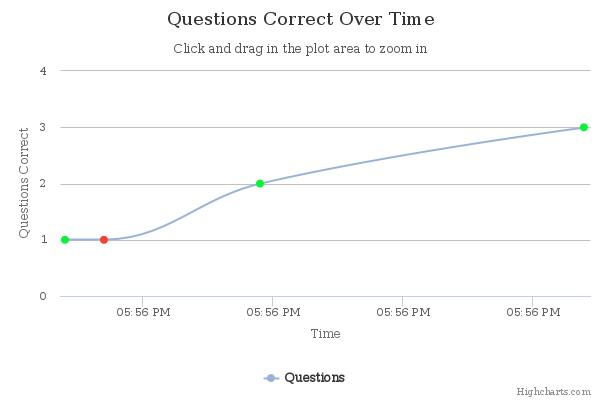 Questions Correct Over Time
Click and drag in the plot area to zoom in
Questions Correct
4
3
2
1
0
05:56 PM 05:56 PM 05:56 PM 05:56 PM
Time
Questions
Highcharts.com